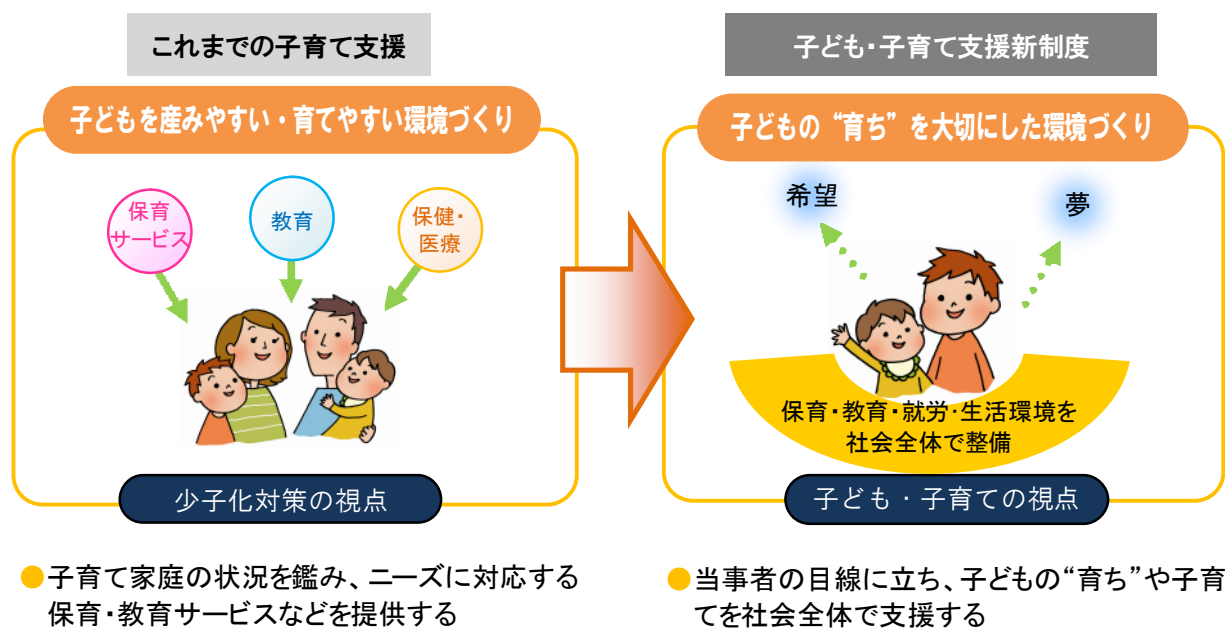 これまでの子育て支援
子どもを産みやすい・育てやすい環境づくり
保育
サービス
教育
保健・
医療
少子化対策の視点
●子育て家庭の状況を鑑み、ニーズに対応する
保育・教育サービスなどを提供する
子ども・子育て支援新制度
子どもの“育ち”を大切にした環境づくり
希望
夢
保育・教育・就労・生活環境を
社会全体で整備
子ども・子育ての視点
●当事者の目線に立ち、子どもの“育ち”や子育
てを社会全体で支援する